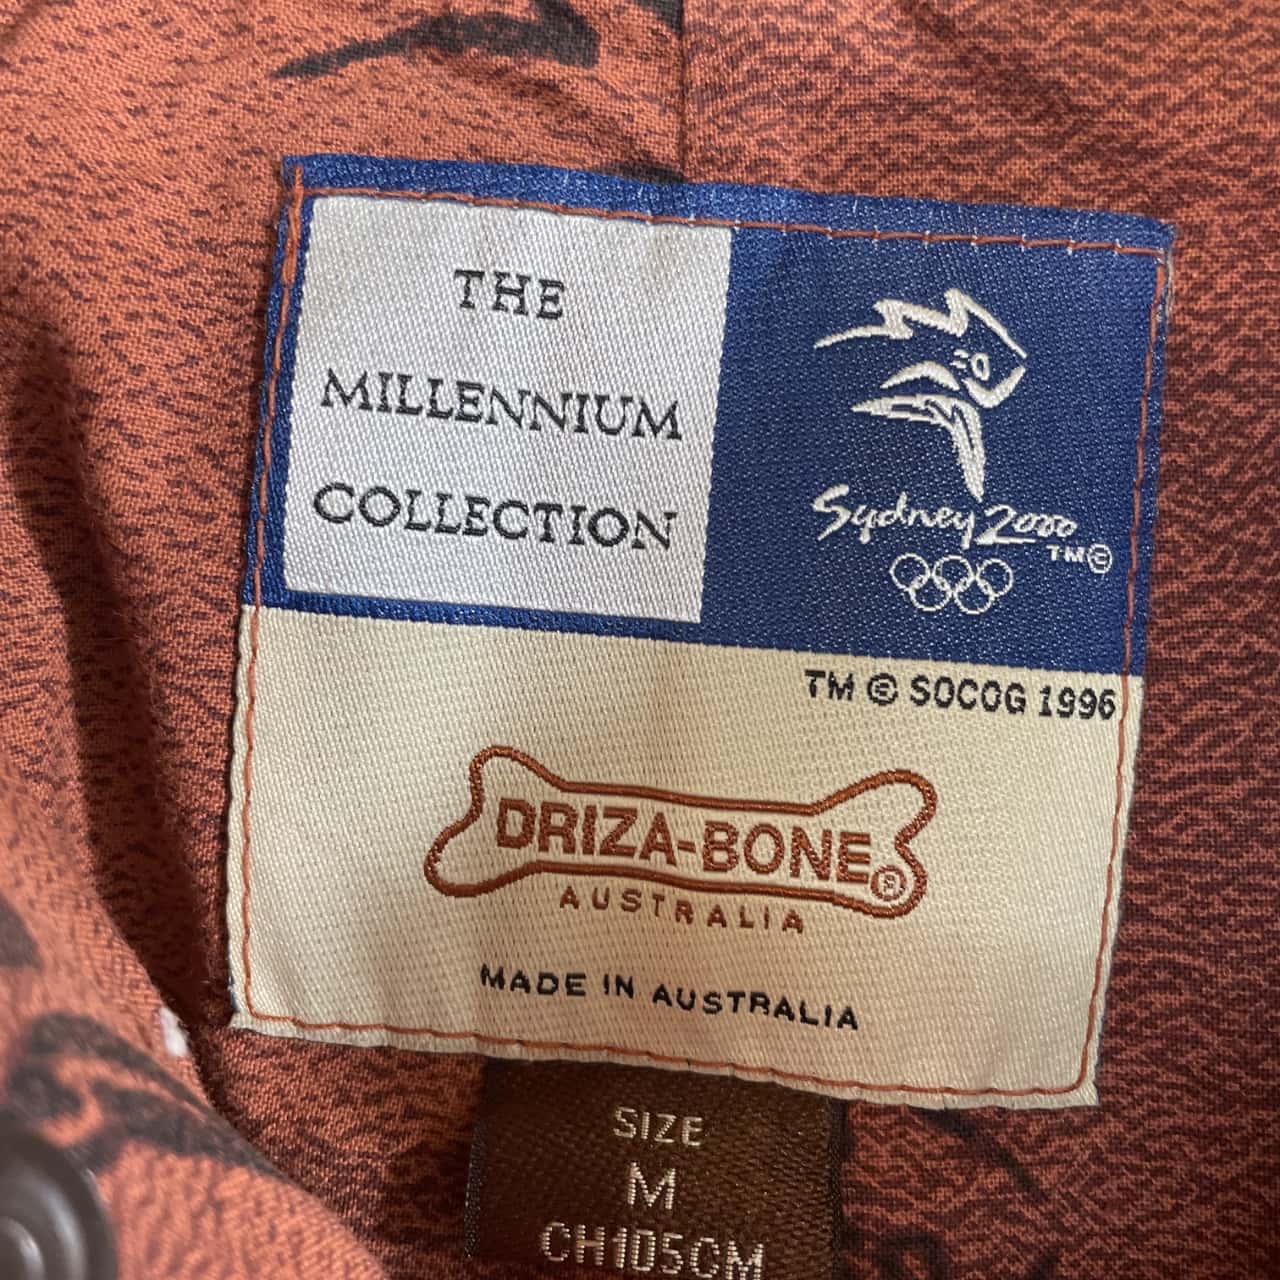 THE
MILLENNIUM
COLLECTION
Sydney 2000
TM ©
TM © SOCOG 1996
DRIZA-BONE®
AUSTRALIA
MADE IN AUSTRALIA
SIZE
M
CH105CM